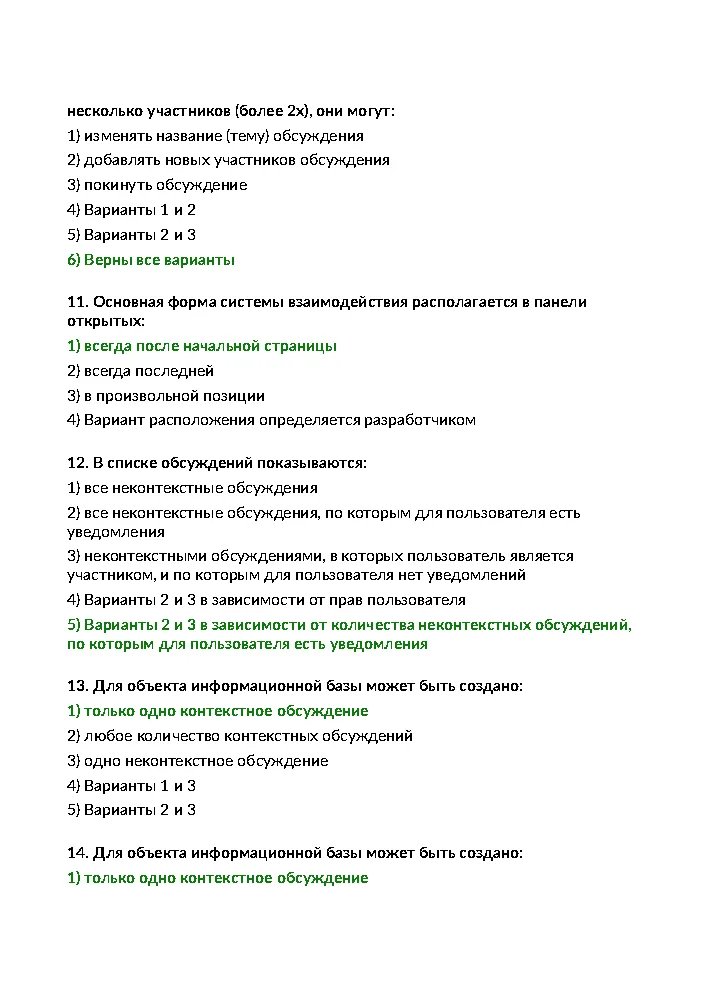 несколько участников (более 2х), они могут:
1) изменять название (тему) обсуждения
2) добавлять новых участников обсуждения
3) покинуть обсуждение
4) Варианты 1 и 2
5) Варианты 2 и 3
6) Верны все варианты
11. Основная форма системы взаимодействия располагается в панели
открытых:
1) всегда после начальной страницы
2) всегда последней
3) в произвольной позиции
4) Вариант расположения определяется разработчиком
12. В списке обсуждений показываются:
1) все неконтекстные обсуждения
2) все неконтекстные обсуждения, по которым для пользователя есть
уведомления
3) неконтекстными обсуждениями, в которых пользователь является
участником, и по которым для пользователя нет уведомлений
4) Варианты 2 и 3 в зависимости от прав пользователя
5) Варианты 2 и 3 в зависимости от количества неконтекстных обсуждений,
по которым для пользователя есть уведомления
13. Для объекта информационной базы может быть создано:
1) только одно контекстное обсуждение
2) любое количество контекстных обсуждений
3) одно неконтекстное обсуждение
4) Варианты 1 и 3
5) Варианты 2 и 3
14. Для объекта информационной базы может быть создано:
1) только одно контекстное обсуждение